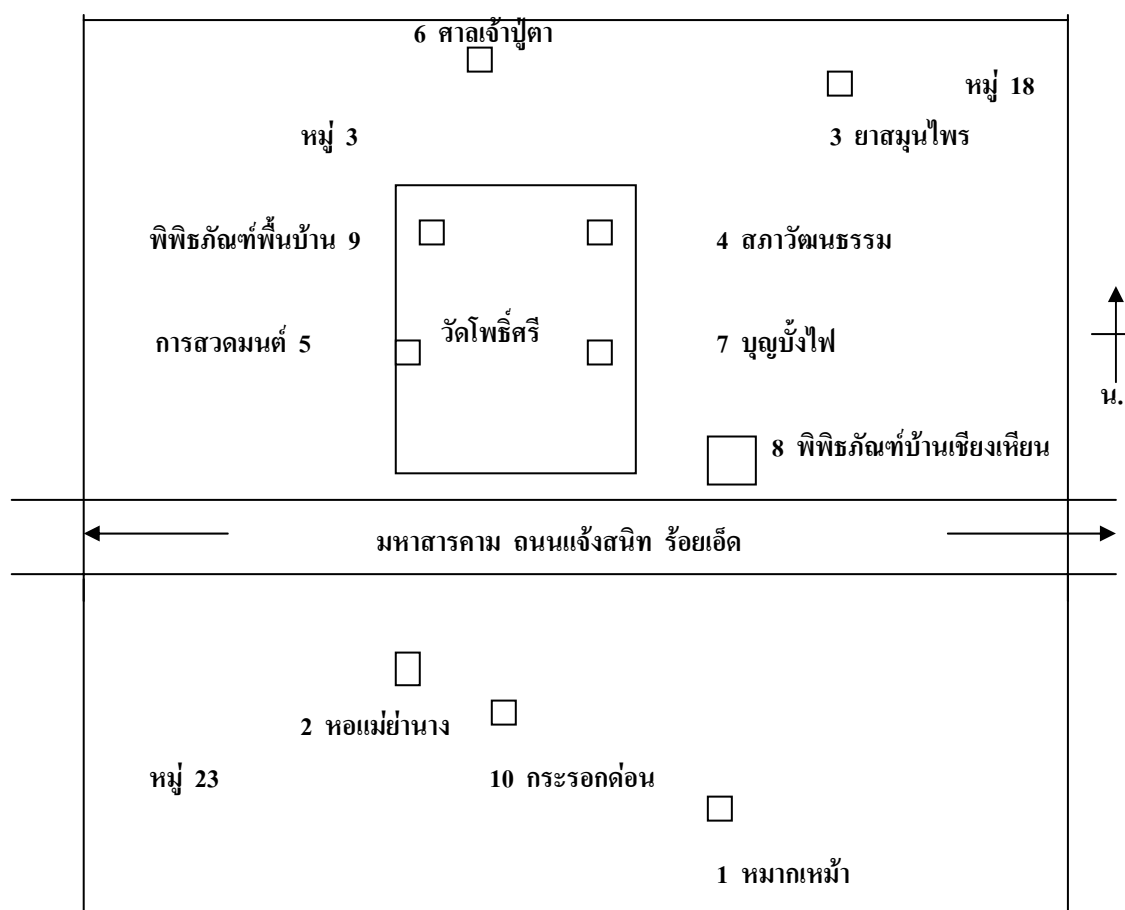 6 ศาลเจ้าปู่ตา
หมู่ 18
หมู่ 3
3 ยาสมุนไพร
พิพิธภัณฑ์พื้นบ้าน 9
4 สภาวัฒนธรรม
การสวดมนต์ 5
วัดโพธิ์ศรี
7 บุญบั้งไฟ
น.
8 พิพิธภัณฑ์บ้านเชียงเหียน
มหาสารคาม ถนนแจ้งสนิท ร้อยเอ็ด
2 หอแม่ย่านาง
หมู่ 23
10 กระรอกด่อน
1 หมากเหม้า